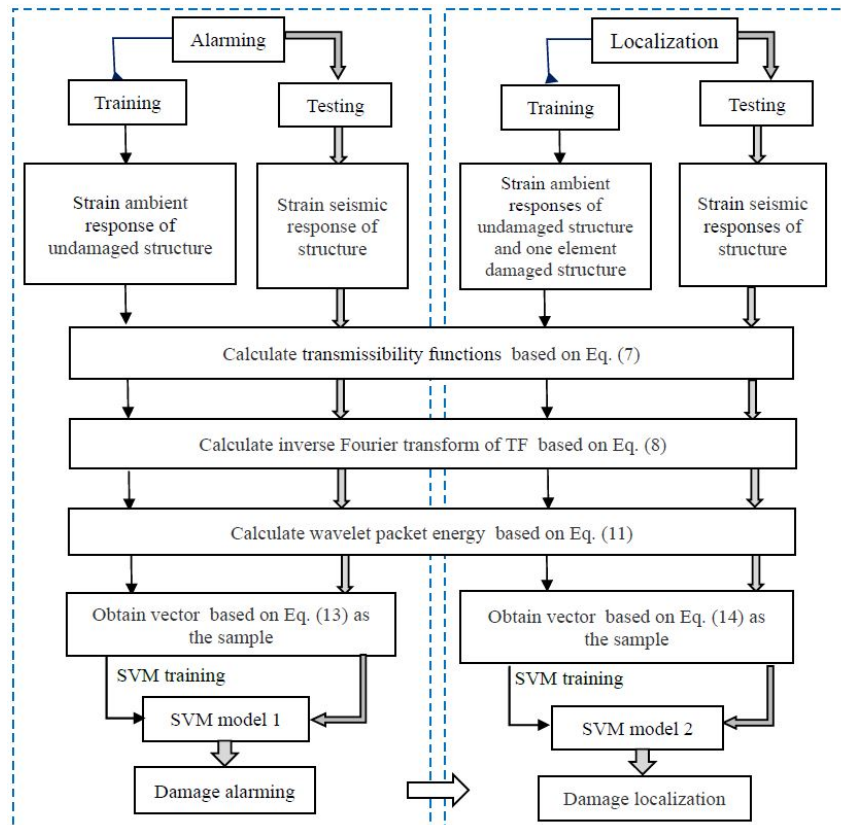 Alarming
Localization
Training
Testing
Training
Testing
Strain ambient
response of
undamaged structure
Strain seismic
response of
structure
Strain ambient
responses of
undamaged structure
and one element
damaged structure
Strain seismic
responses of
structure
Calculate transmissibility functions based on Eq. (7)
Calculate inverse Fourier transform of TF based on Eq. (8)
Calculate wavelet packet energy based on Eq. (11)
Obtain vector based on Eq. (13) as
the sample
Obtain vector based on Eq. (14) as
the sample
SVM training
SVM training
SVM model 1
SVM model 2
Damage alarming
Damage localization